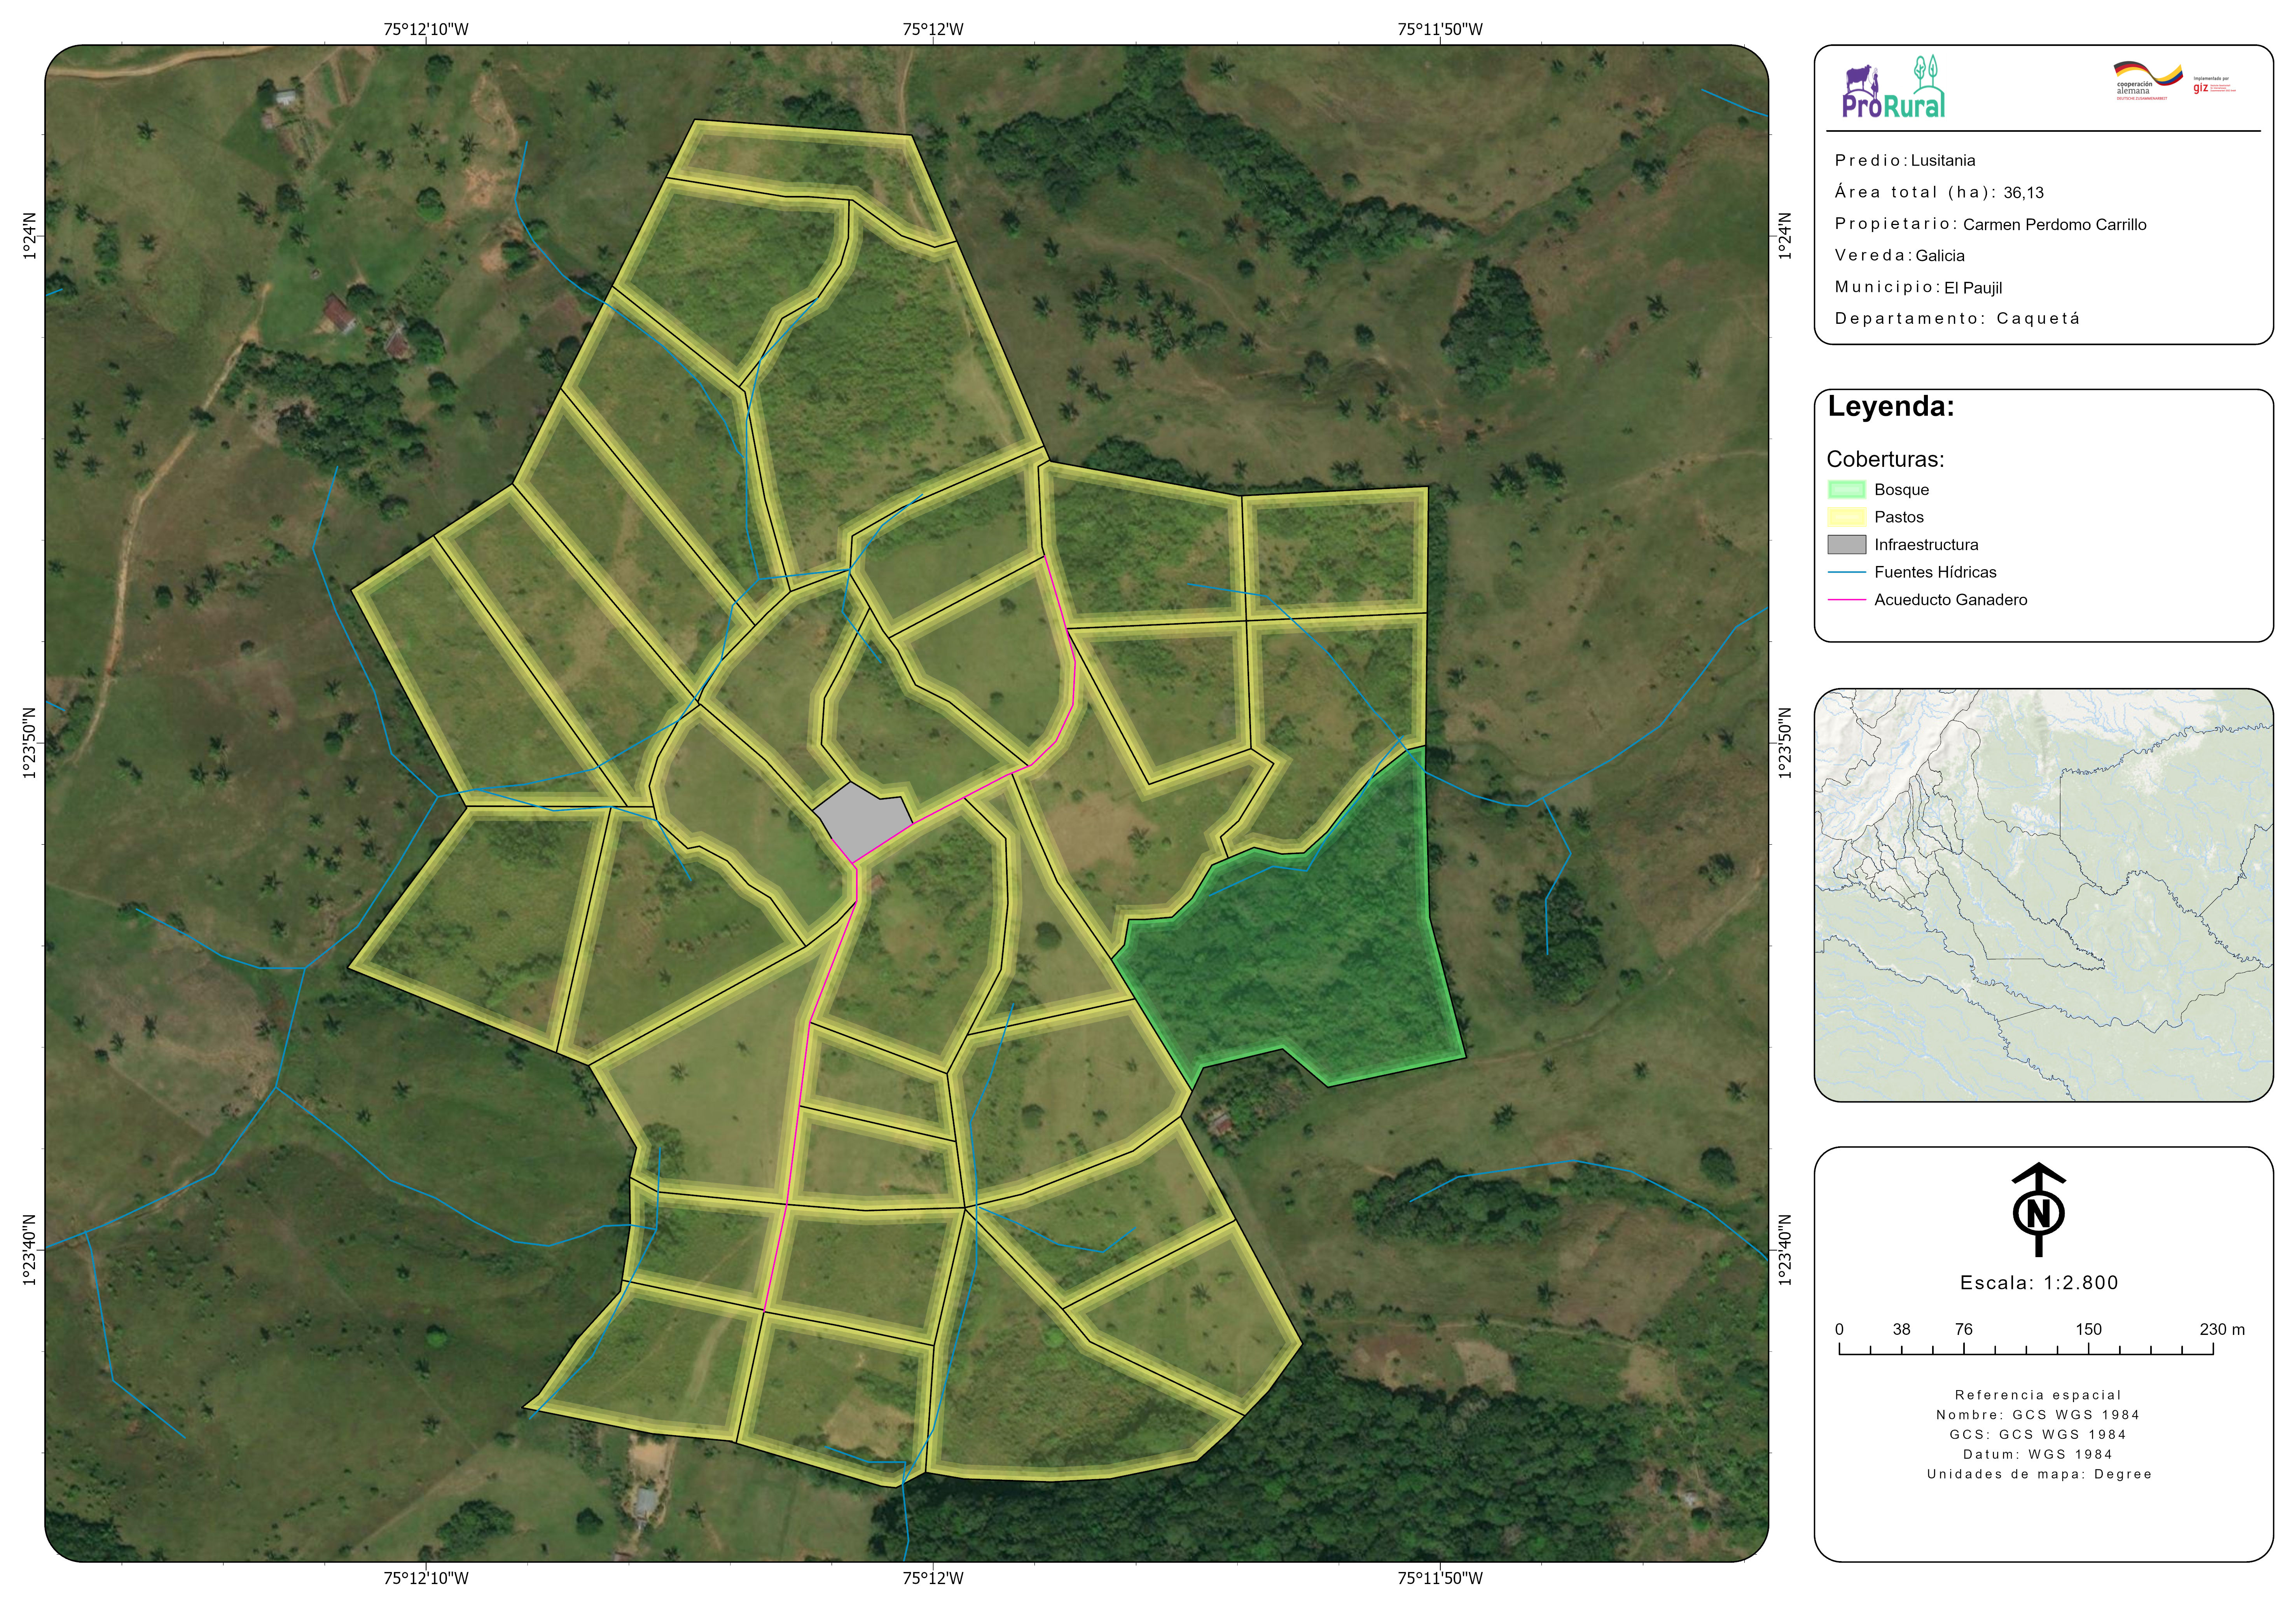 75°12'10"W
75°12'W
75°11'50"W
1°24'N
1°23'50"N
1°23'40"N
1°24'N
1°23'50"N
1°23'40"N
75°12'10"W
75°12'W
75°11'50"W
ProRural
cooperación
alemana
DEUTSCHE ZUSAMMENARBEIT
Implementada por
giz
Predio: Lusitania
Área total (ha): 36,13
Propietario: Carmen Perdomo Carrillo
Vereda: Galicia
Municipio: El Paujil
Departamento: Caquetá
Leyenda:
Coberturas:
Bosque
Pastos
Infraestructura
Fuentes Hídricas
Acueducto Ganadero
N
Escala: 1:2.800
0 38 76 150 230 m
Referencia espacial
Nombre: GCS WGS 1984
GCS: GCS WGS 1984
Datum: WGS 1984
Unidades de mapa: Degree